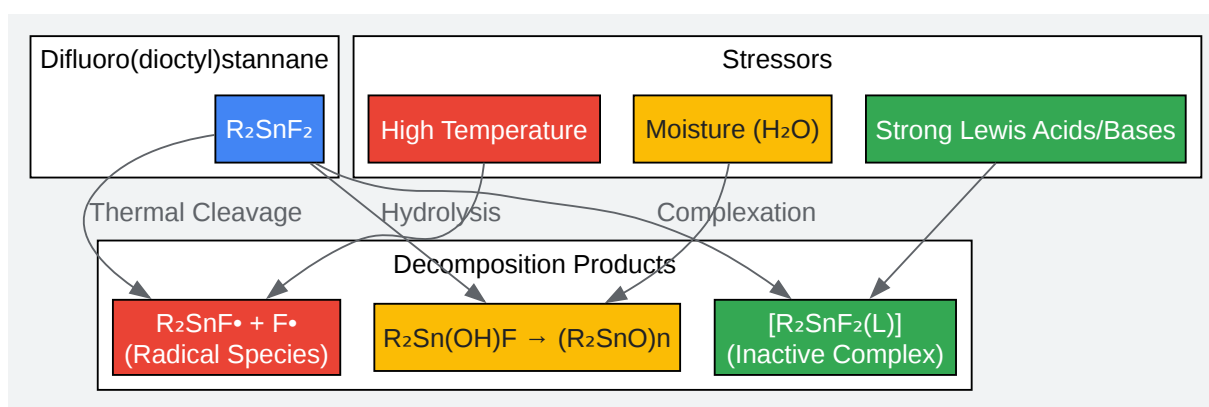 Difluoro(dioctyl)stannane
Stressors
R₂SnF₂
High Temperature
Moisture (H₂O)
Strong Lewis Acids/Bases
Thermal Cleavage
Hydrolysis
Complexation
Decomposition Products
R₂SnF• + F•
(Radical Species)
R₂Sn(OH)F → (R₂SnO)n
[R₂SnF₂(L)]
(Inactive Complex)